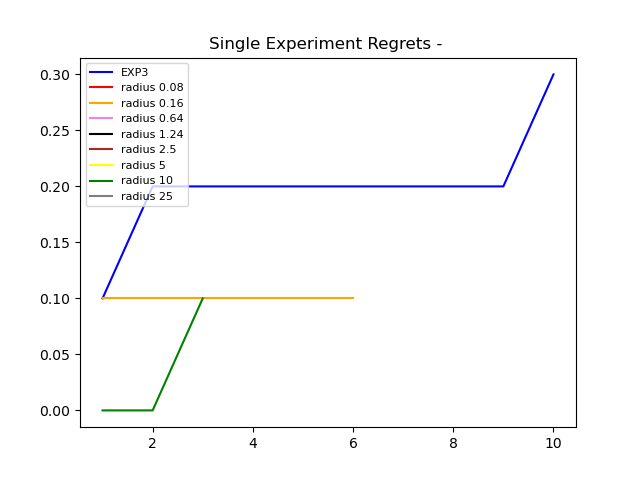 Single Experiment Regrets -
EXP3
radius 0.08
radius 0.16
radius 0.64
radius 1.24
radius 2.5
radius 5
radius 10
radius 25
0.30
0.25
0.20
0.15
0.10
0.05
0.00
2 4 6 8 10